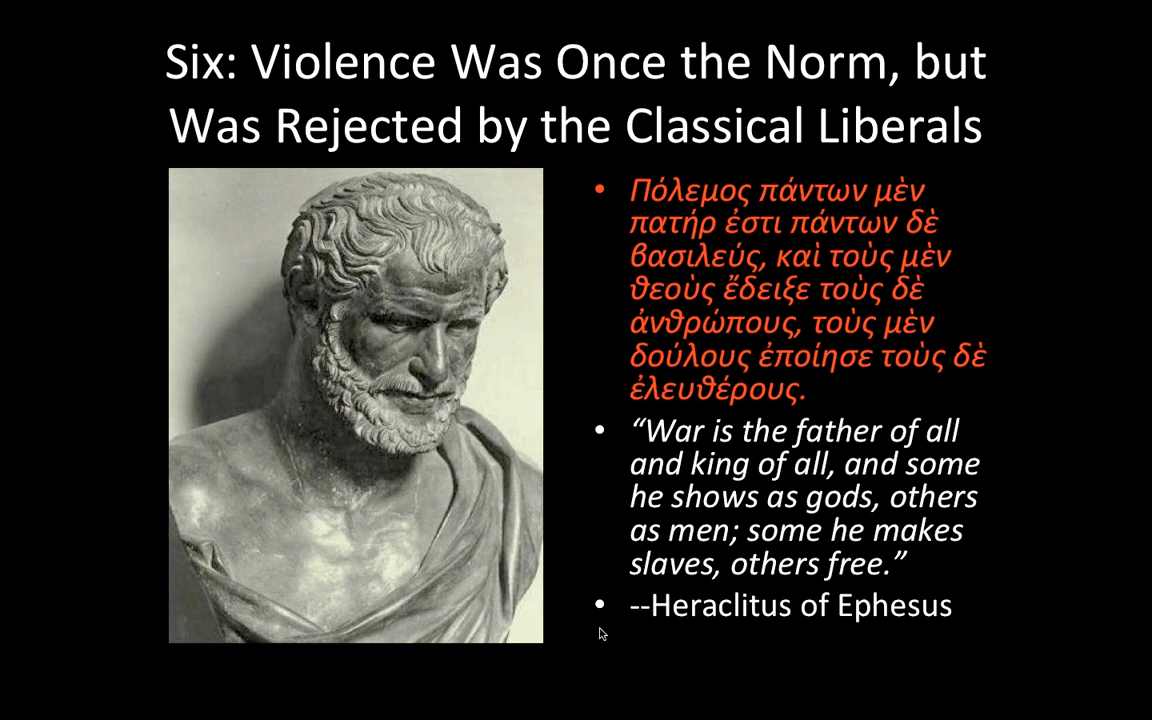 Six: Violence Was Once the Norm, but
Was Rejected by the Classical Liberals
• Πόλεμος πάντων μὲν
πατήρ ἐστι πάντων δὲ
βασιλεύς, καὶ τοὺς μὲν
θεοὺς ἔδειξε τοὺς δὲ
ἀνθρώπους, τοὺς μὲν
δούλους ἐποίησε τοὺς δὲ
ἐλευθέρους.
• “War is the father of all
and king of all, and some
he shows as gods, others
as men; some he makes
slaves, others free.”
• --Heraclitus of Ephesus